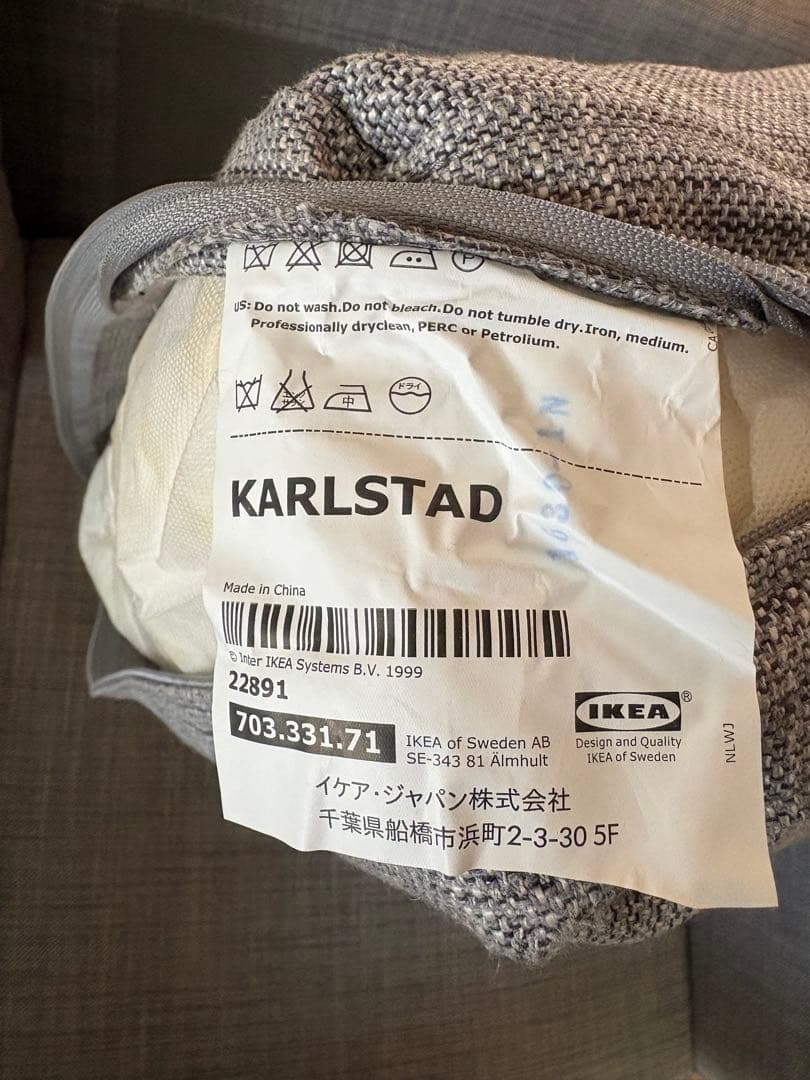 US: Do not wash.Do not bleach.Do not tumble dry.Iron, medium.
Professionally dryclean, PERC or Petrolium.
中
ドライ
KARLSTAD
Made in China
© Inter IKEA Systems B.V. 1999
22891
703.331.71
IKEA of Sweden AB
SE-343 81 Älmhult
IKEA®
Design and Quality
IKEA of Sweden
NLWJ
イケア・ジャパン株式会社
千葉県船橋市浜町2-3-30 5F